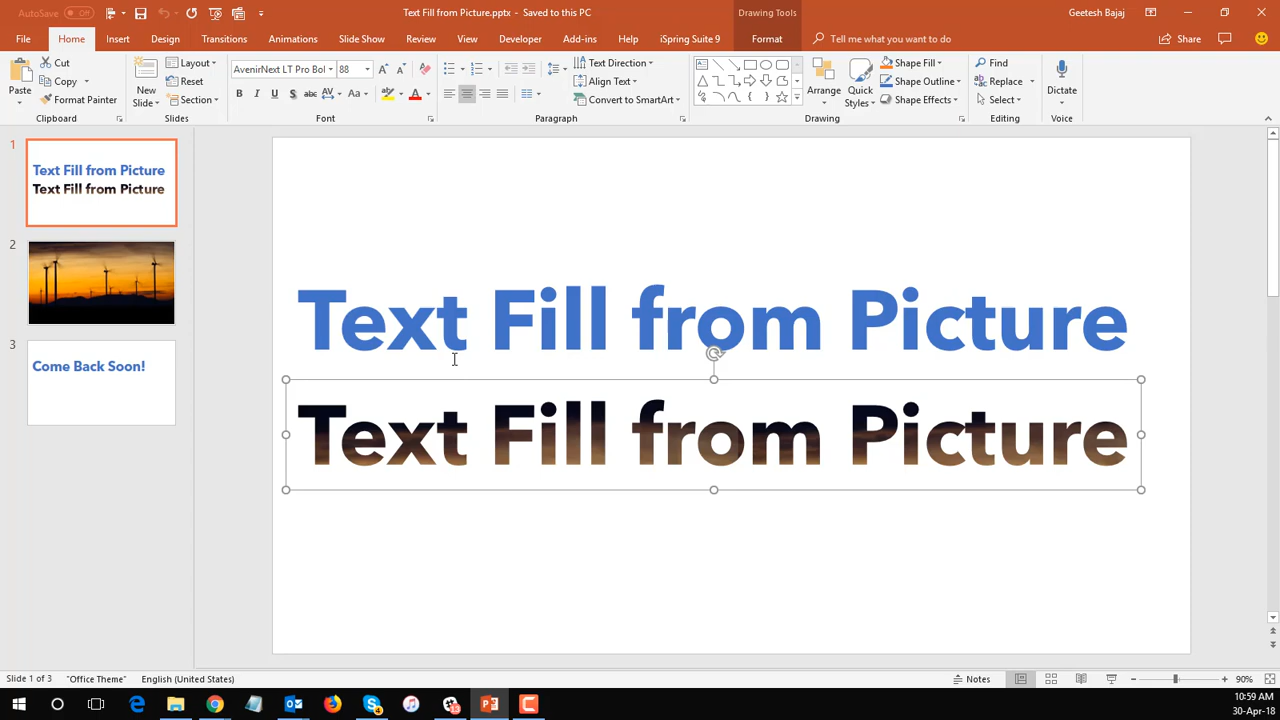 AutoSave Off
Text Fill from Picture.pptx - Saved to this PC
Drawing Tools
Geetesh Bajaj
File Home Insert Design Transitions Animations Slide Show Review View Developer Add-ins Help iSpring Suite 9 Format Tell me what you want to do Share
Paste
Cut
Copy
Format Painter
New Slide
Layout
Reset
Section
AvenirNext LT Pro Bol 88
B I U S abc AV Aa A
Text Direction
Align Text
Convert to SmartArt
Arrange
Quick Styles
Shape Fill
Shape Outline
Shape Effects
Find
Replace
Select
Dictate
Clipboard Slides Font Paragraph Drawing Editing Voice
1
Text Fill from Picture
Text Fill from Picture
2
3
Come Back Soon!
Text Fill from Picture
Text Fill from Picture
Slide 1 of 3 "Office Theme" English (United States) Notes 90%
10:59 AM
30-Apr-18